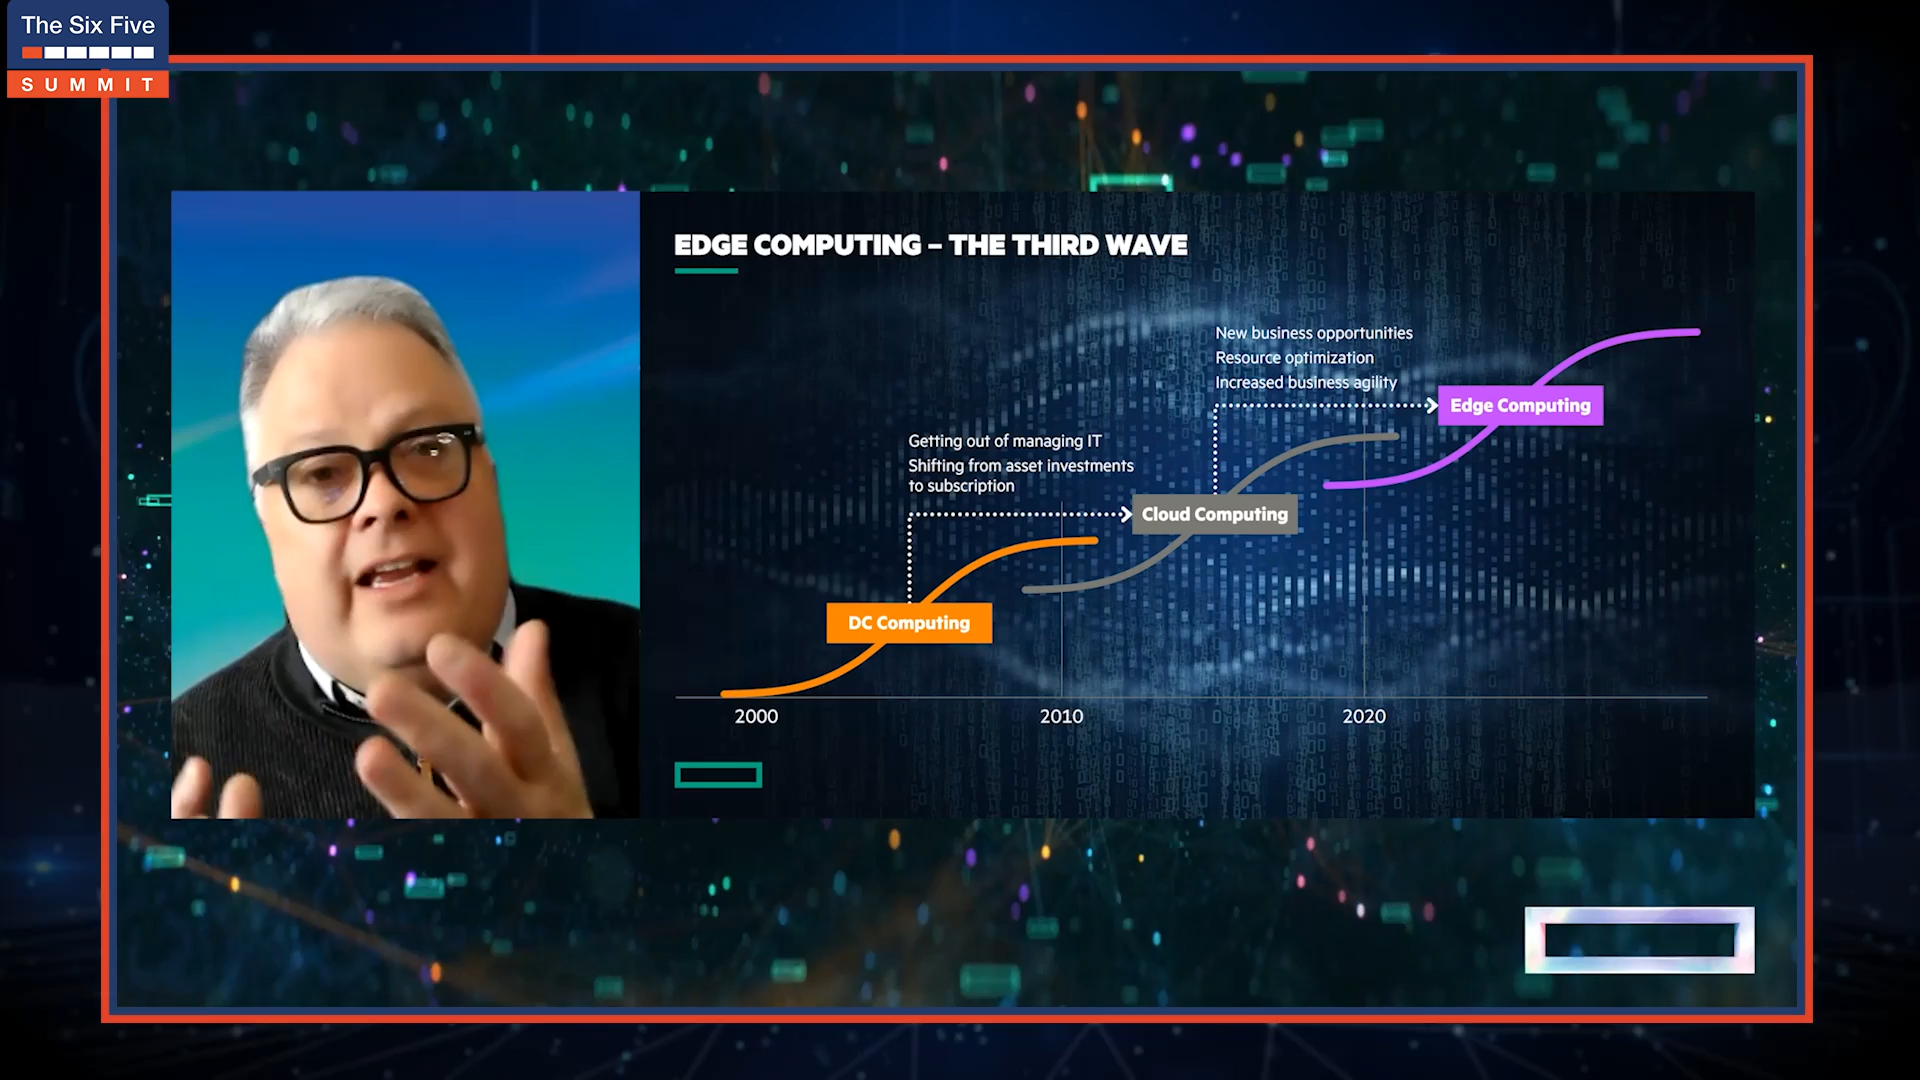 The Six Five
SUMMIT
EDGE COMPUTING – THE THIRD WAVE
New business opportunities
Resource optimization
Increased business agility
Edge Computing
Getting out of managing IT
Shifting from asset investments
to subscription
Cloud Computing
DC Computing
2000
2010
2020